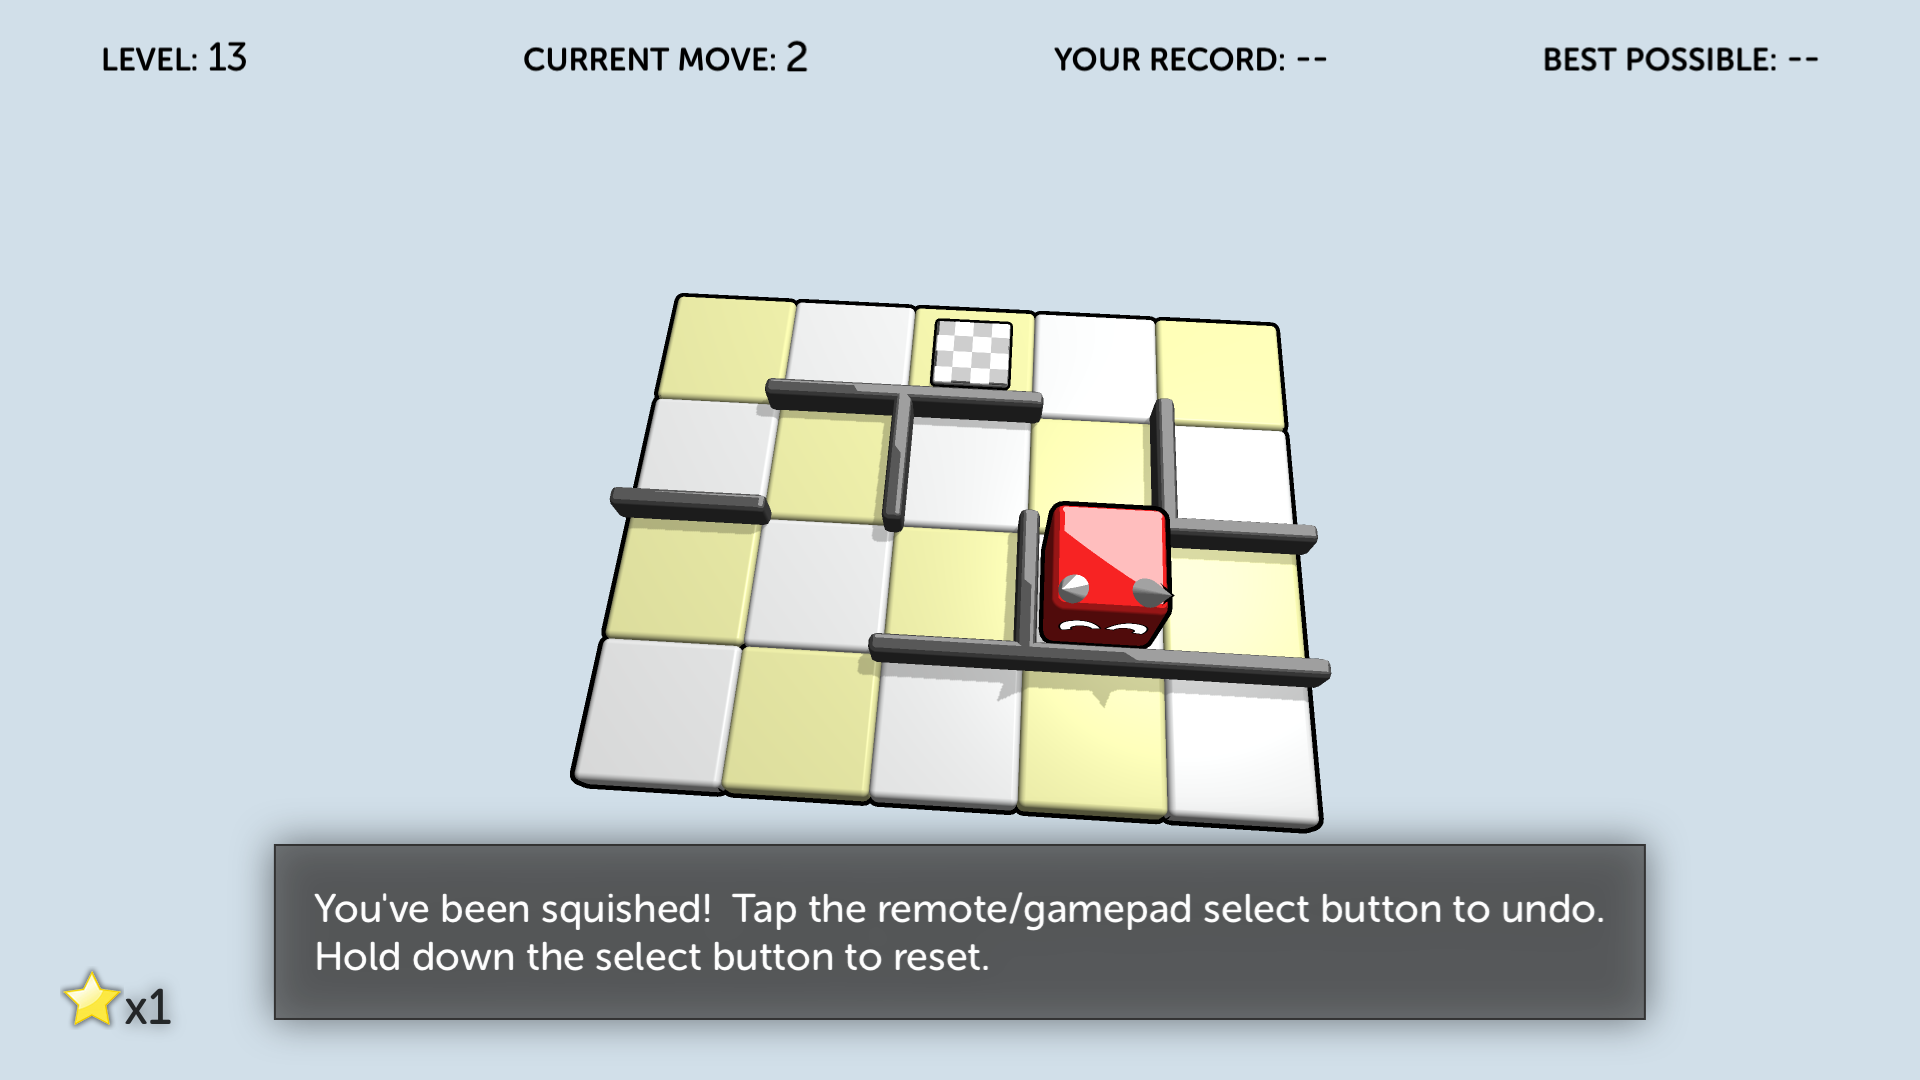 LEVEL: 13 CURRENT MOVE: 2 YOUR RECORD: -- BEST POSSIBLE: --
You've been squished!  Tap the remote/gamepad select button to undo.
Hold down the select button to reset.
x1